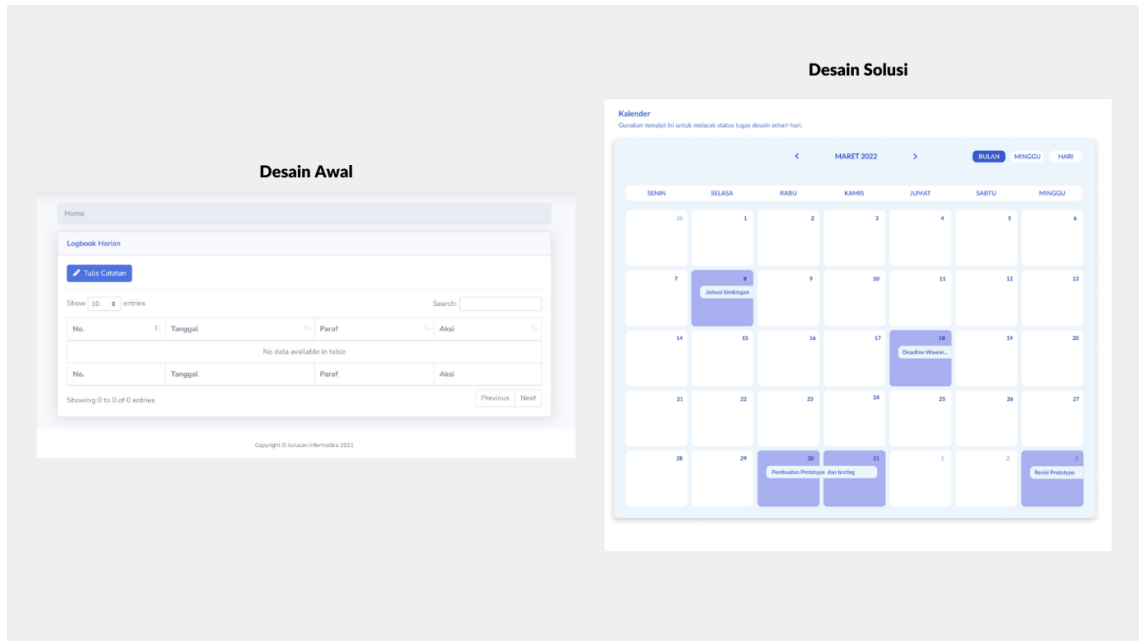 Desain Awal
Home
Logbook Harian
Tulis Catatan
Show 10 entries Search:
No. Tanggal Paraf Aksi
No data available in table
No. Tanggal Paraf Aksi
Showing 0 to 0 of 0 entries Previous Next
Copyright © Jurusan Informatika 2021
Desain Solusi
Kalender
Gunakan templat ini untuk melacak status tugas desain sehari-hari.
< MARET 2022 > BULAN MINGGU HARI
SENIN SELASA RABU KAMIS JUMAT SABTU MINGGU
28 1 2 3 4 5 6
7 8 9 10 11 12 13
Jadwal bimbingan
14 15 16 17 18 19 20
Deadline Wawan...
21 22 23 24 25 26 27
28 29 30 31 1 2 3
Pembuatan Prototype dan testing Revisi Prototype